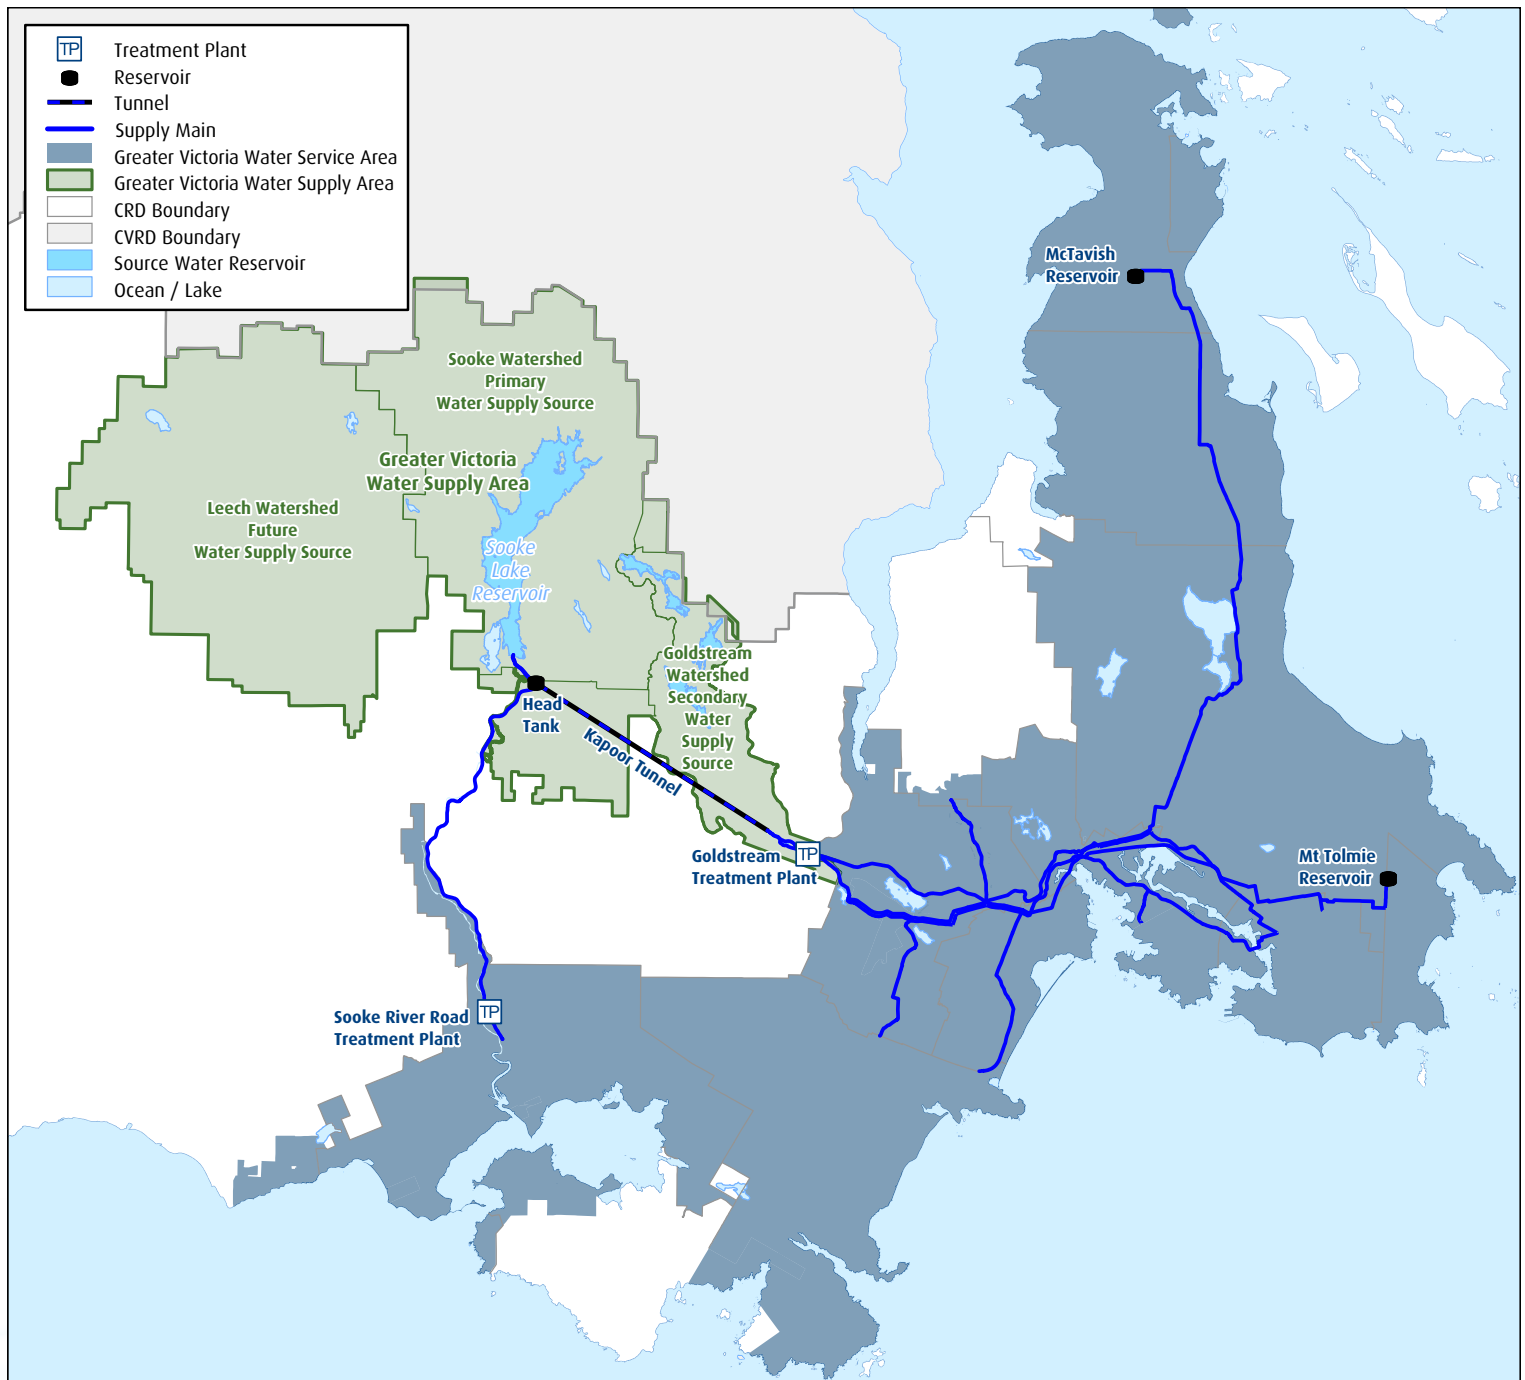 TP Treatment Plant
Reservoir
Tunnel
Supply Main
Greater Victoria Water Service Area
Greater Victoria Water Supply Area
CRD Boundary
CVRD Boundary
Source Water Reservoir
Ocean / Lake
McTavish
Reservoir
Sooke Watershed
Primary
Water Supply Source
Greater Victoria
Water Supply Area
Leech Watershed
Future
Water Supply Source
Sooke
Lake
Reservoir
Goldstream
Watershed
Secondary
Water
Supply
Source
Head
Tank
Kapoor Tunnel
Goldstream
Treatment Plant
TP
Mt Tolmie
Reservoir
Sooke River Road
Treatment Plant
TP